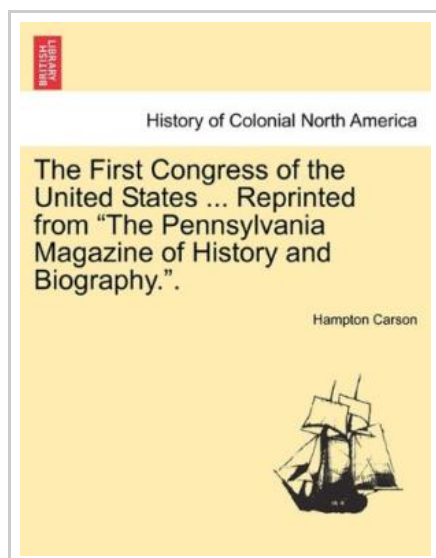 BRITISH
LIBRARY
History of Colonial North America
The First Congress of the
United States ... Reprinted
from “The Pennsylvania
Magazine of History and
Biography.”.
Hampton Carson